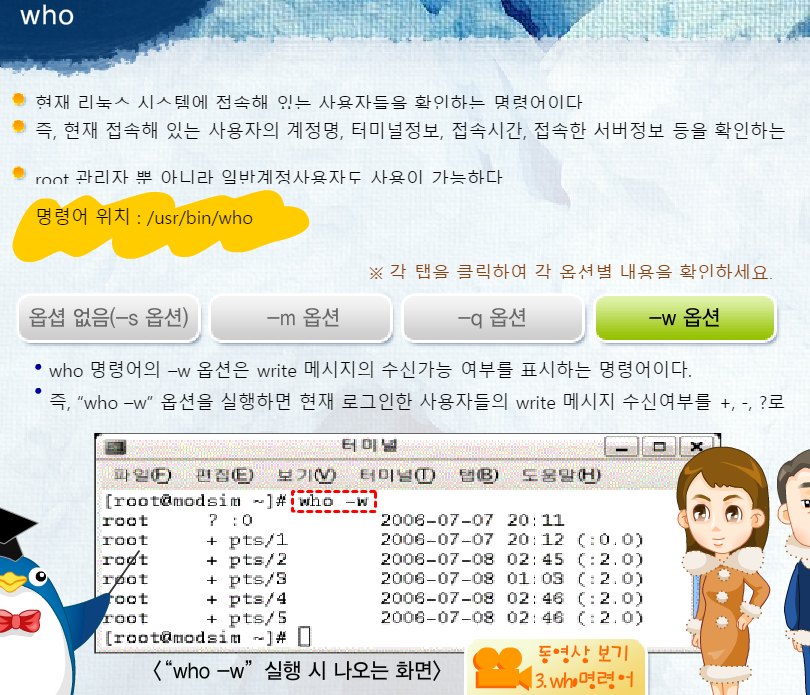 who
현재 리눅스 시스템에 접속해 있는 사용자들을 확인하는 명령어이다
즉, 현재 접속해 있는 사용자의 계정명, 터미널정보, 접속시간, 접속한 서버정보 등을 확인하는
root 관리자 뿐 아니라 일반계정사용자도 사용이 가능하다
명령어 위치 : /usr/bin/who
※ 각 탭을 클릭하여 각 옵션별 내용을 확인하세요.
옵션 없음(–s 옵션) –m 옵션 –q 옵션 –w 옵션
who 명령어의 –w 옵션은 write 메시지의 수신가능 여부를 표시하는 명령어이다.
즉, “who –w” 옵션을 실행하면 현재 로그인한 사용자들의 write 메시지 수신여부를 +, -, ?로
터미널
파일(F) 편집(E) 보기(V) 터미널(T) 탭(B) 도움말(H)
[root@modsim ~]# who -w
root ? :0 2006-07-07 20:11
root + pts/1 2006-07-07 20:12 (:0.0)
root + pts/2 2006-07-08 02:45 (:2.0)
root + pts/3 2006-07-08 01:03 (:2.0)
root + pts/4 2006-07-08 02:46 (:2.0)
root + pts/5 2006-07-08 02:46 (:2.0)
[root@modsim ~]#
〈“who –w” 실행 시 나오는 화면〉
동영상 보기
3.who명령어